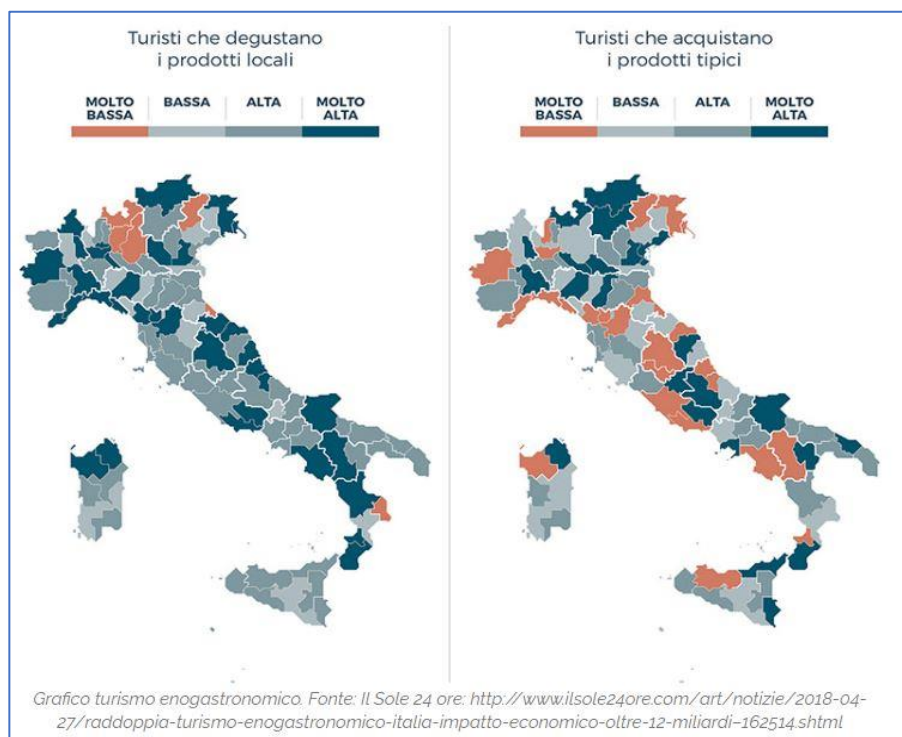 Turisti che degustano
i prodotti locali
MOLTO BASSA BASSA ALTA MOLTO ALTA
Turisti che acquistano
i prodotti tipici
MOLTO BASSA BASSA ALTA MOLTO ALTA
Grafico turismo enogastronomico. Fonte: Il Sole 24 ore: http://www.ilsole24ore.com/art/notizie/2018-04-
27/raddoppia-turismo-enogastronomico-italia-impatto-economico-oltre-12-miliardi-162514.shtml